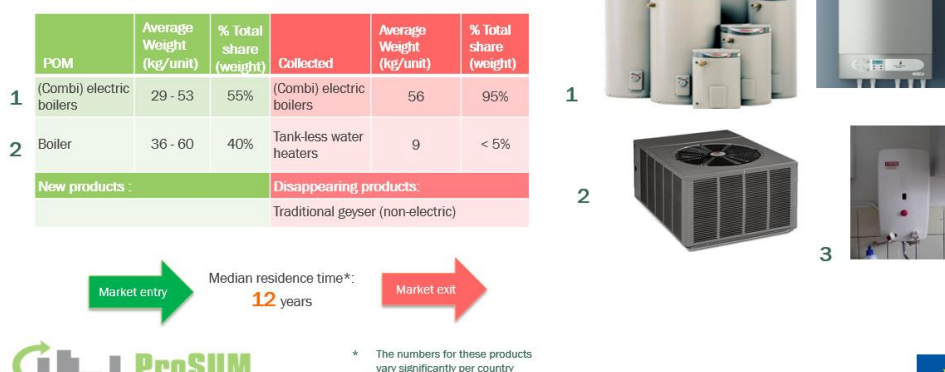 POM
Average Weight (kg/unit)
% Total share (weight)
Collected
Average Weight (kg/unit)
% Total share (weight)
1
(Combi) electric boilers
29 - 53
55%
(Combi) electric boilers
56
95%
2
Boiler
36 - 60
40%
Tank-less water heaters
9
< 5%
New products :
Disappearing products:
Traditional geyser (non-electric)
Market entry
Median residence time*:
12 years
Market exit
ProSUM
* The numbers for these products
vary significantly per country
1
2
3